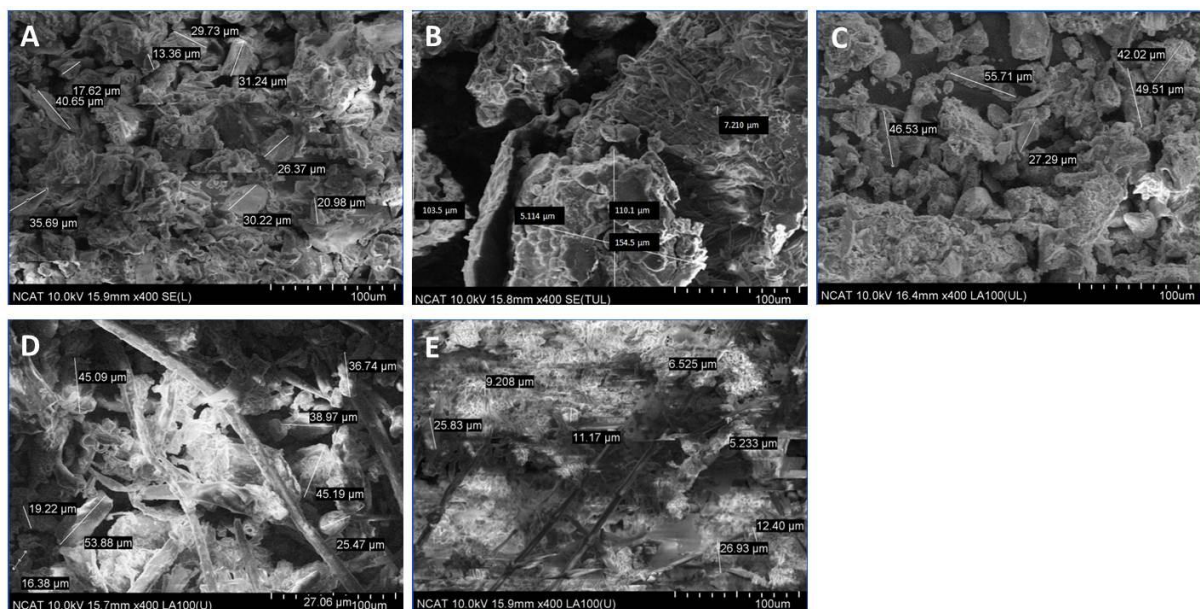 A
29.73 µm
13.36 µm
31.24 µm
17.62 µm
40.65 µm
26.37 µm
20.98 µm
35.69 µm
30.22 µm
NCAT 10.0kV 15.9mm x400 SE(L)
100um
B
7.210 µm
103.5 µm
5.114 µm
110.1 µm
154.5 µm
NCAT 10.0kV 15.8mm x400 SE(TUL)
100um
C
42.02 µm
55.71 µm
49.51 µm
46.53 µm
27.29 µm
NCAT 10.0kV 16.4mm x400 LA100(UL)
100um
D
36.74 µm
45.09 µm
38.97 µm
45.19 µm
19.22 µm
53.88 µm
25.47 µm
16.38 µm
27.06 µm
NCAT 10.0kV 15.7mm x400 LA100(U)
100um
E
6.525 µm
9.208 µm
25.83 µm
11.17 µm
5.233 µm
12.40 µm
26.93 µm
NCAT 10.0kV 15.9mm x400 LA100(U)
100um